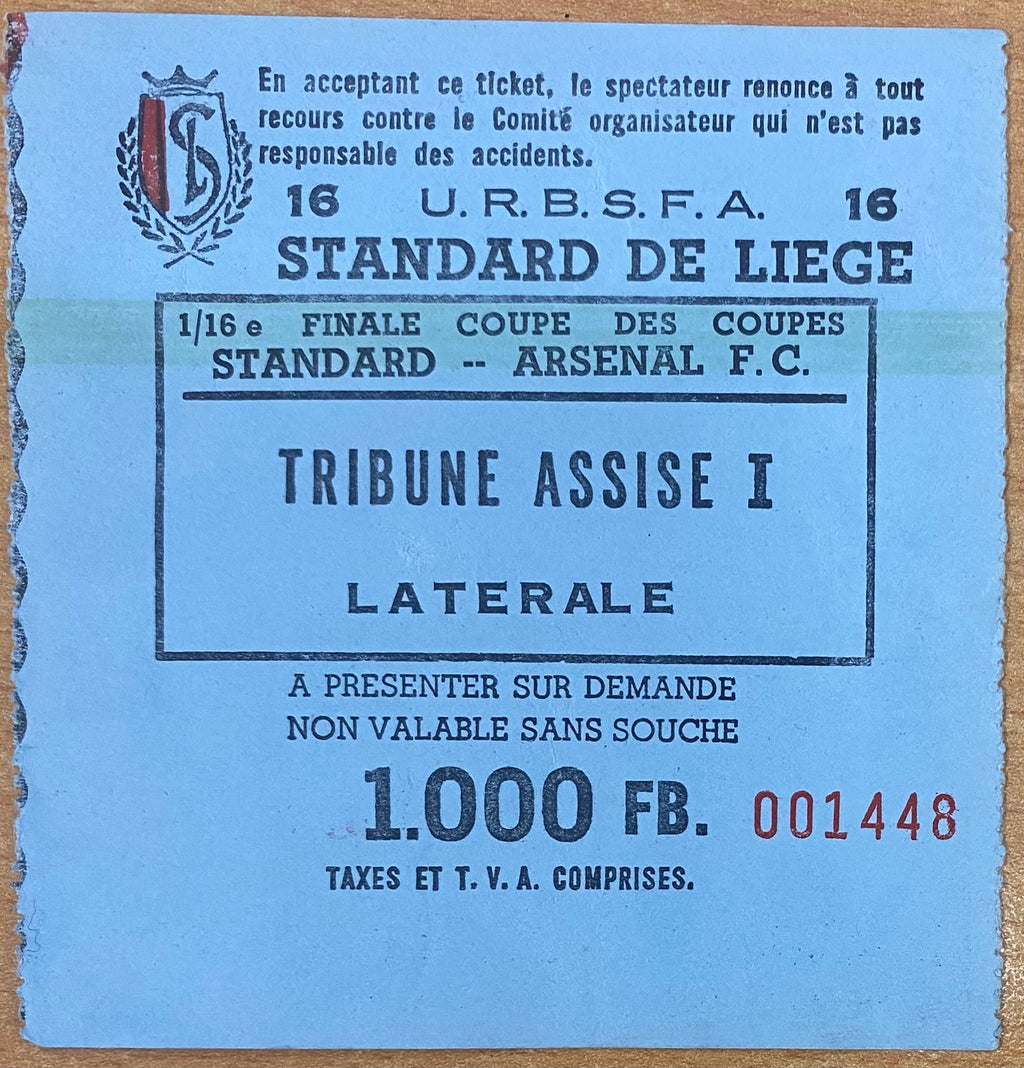 En acceptant ce ticket, le spectateur renonce à tout
recours contre le Comité organisateur qui n'est pas
responsable des accidents.
16 U.R.B.S.F.A. 16
STANDARD DE LIEGE
1/16 e FINALE COUPE DES COUPES
STANDARD -- ARSENAL F.C.
TRIBUNE ASSISE I
LATERALE
A PRESENTER SUR DEMANDE
NON VALABLE SANS SOUCHE
1.000 FB. 001448
TAXES ET T.V.A. COMPRISES.